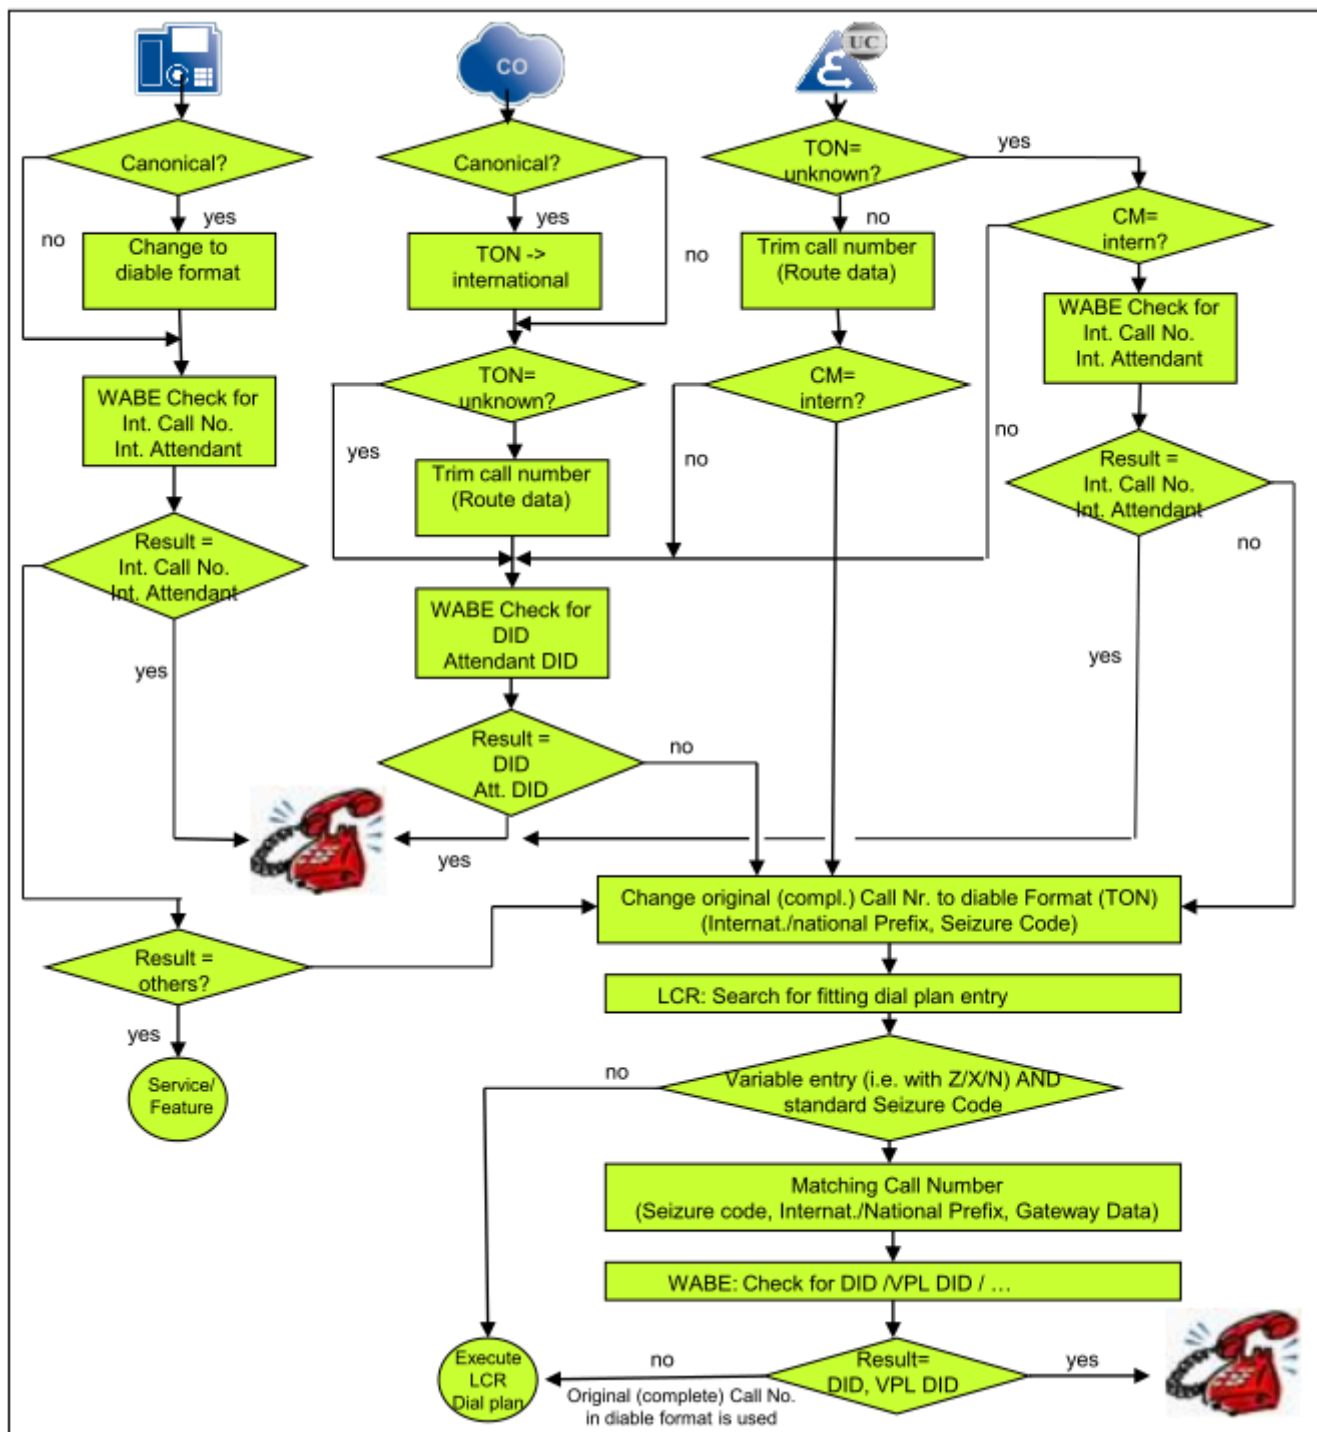 CO
UC
Canonical?
yes
no
Change to
diable format
WABE Check for
Int. Call No.
Int. Attendant
Result =
Int. Call No.
Int. Attendant
yes
Result =
others?
yes
Service/
Feature
Canonical?
yes
no
TON ->
international
TON=
unknown?
yes
Trim call number
(Route data)
WABE Check for
DID
Attendant DID
Result =
DID
Att. DID
no
yes
TON=
unknown?
yes
no
Trim call number
(Route data)
CM=
intern?
no
CM=
intern?
no
WABE Check for
Int. Call No.
Int. Attendant
Result =
Int. Call No.
Int. Attendant
no
yes
Change original (compl.) Call Nr. to diable Format (TON)
(Internat./national Prefix, Seizure Code)
LCR: Search for fitting dial plan entry
Variable entry (i.e. with Z/X/N) AND
standard Seizure Code
no
Matching Call Number
(Seizure code, Internat./National Prefix, Gateway Data)
WABE: Check for DID /VPL DID / …
Result=
DID, VPL DID
yes
no
Original (complete) Call No.
in diable format is used
Execute
LCR
Dial plan